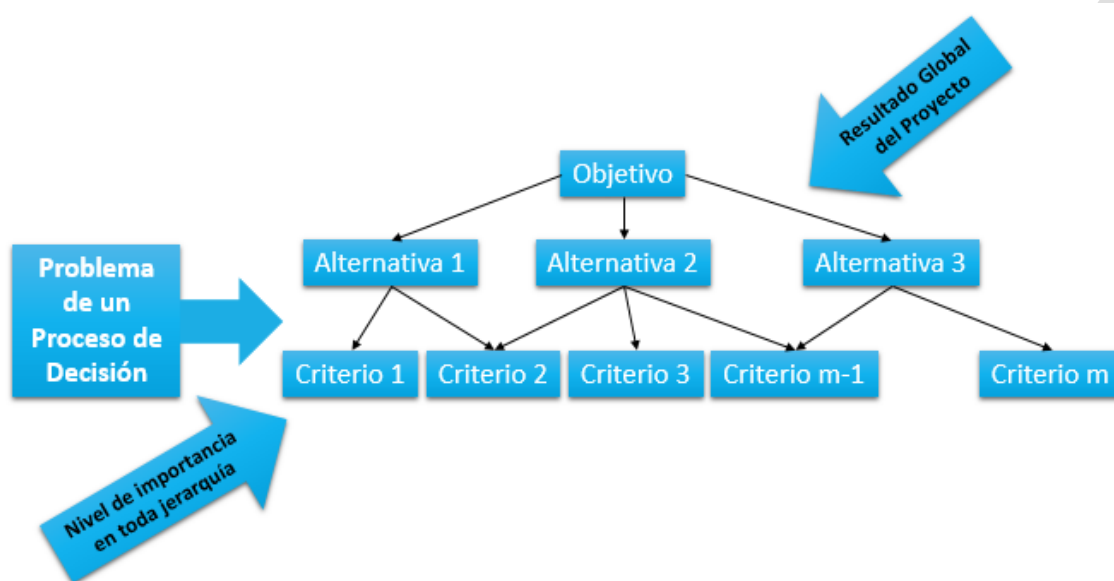 Resultado Global
del Proyecto
Objetivo
Alternativa 1
Alternativa 2
Alternativa 3
Problema
de un
Proceso de
Decisión
Criterio 1
Criterio 2
Criterio 3
Criterio m-1
Criterio m
Nivel de importancia
en toda jerarquía